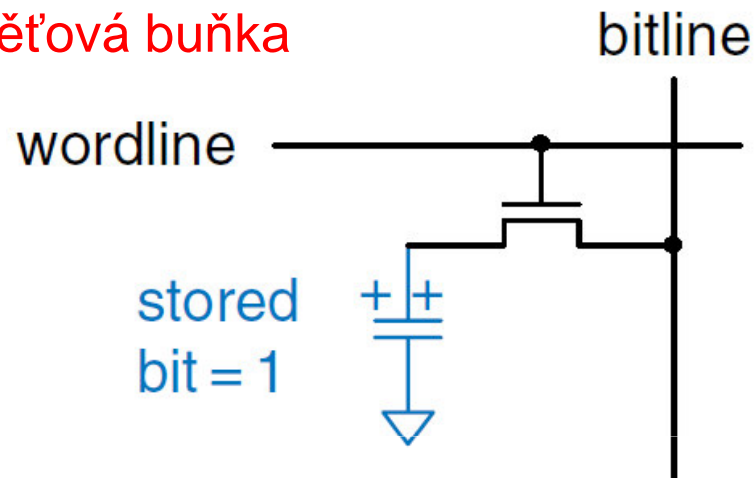 ěťová buňka
bitline
wordline
++
stored
bit = 1